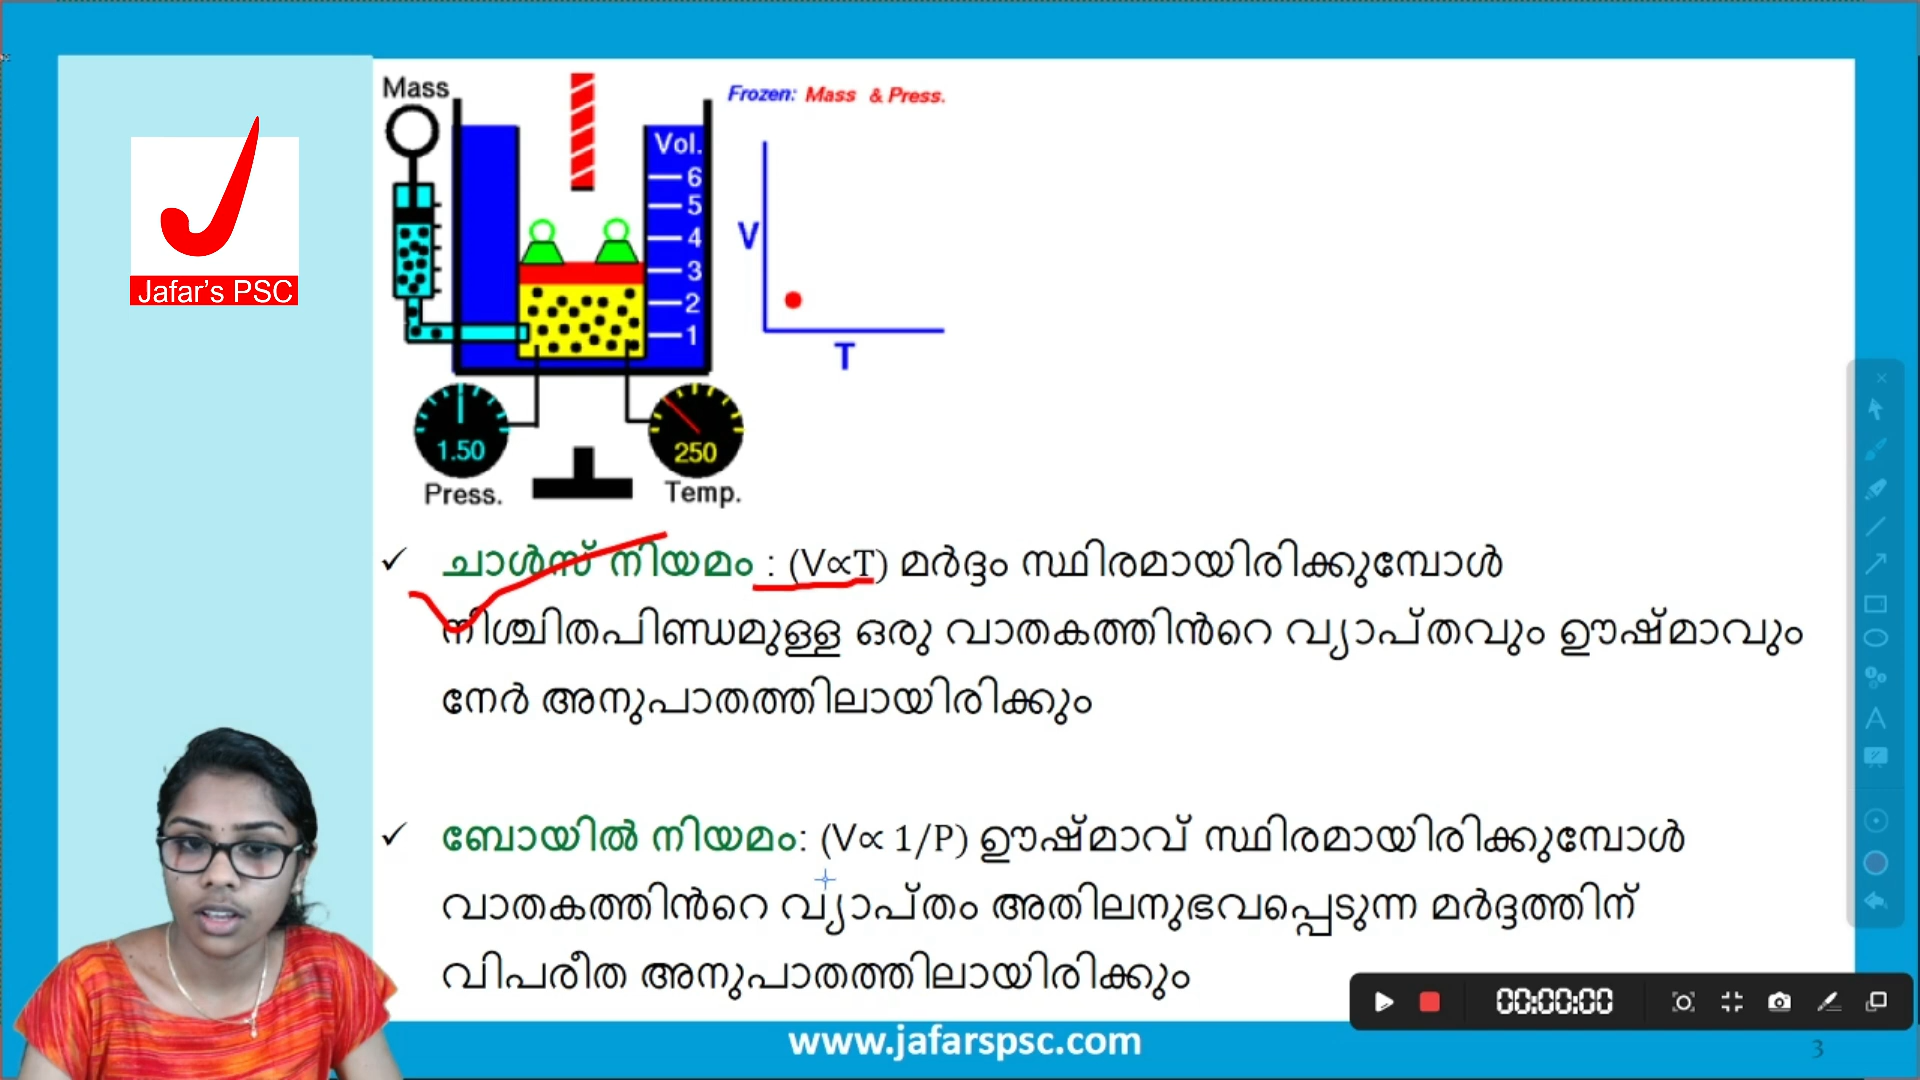 Mass
Frozen: Mass & Press.
Vol.
6
5
4
3
2
1
V
T
Jafar's PSC
1.50
250
Press.
Temp.
✓ ചാൾസ് നിയമം : (V∝T) മർദ്ദം സ്ഥിരമായിരിക്കുമ്പോൾ
നിശ്ചിതപിണ്ഡമുള്ള ഒരു വാതകത്തിൻറെ വ്യാപ്തവും ഊഷ്മാവും
നേർ അനുപാതത്തിലായിരിക്കും
✓ ബോയിൽ നിയമം: (V∝ 1/P) ഊഷ്മാവ് സ്ഥിരമായിരിക്കുമ്പോൾ
വാതകത്തിൻറെ വ്യാപ്തം അതിലനുഭവപ്പെടുന്ന മർദ്ദത്തിന്
വിപരീത അനുപാതത്തിലായിരിക്കും
00:00:00
www.jafarspsc.com
3